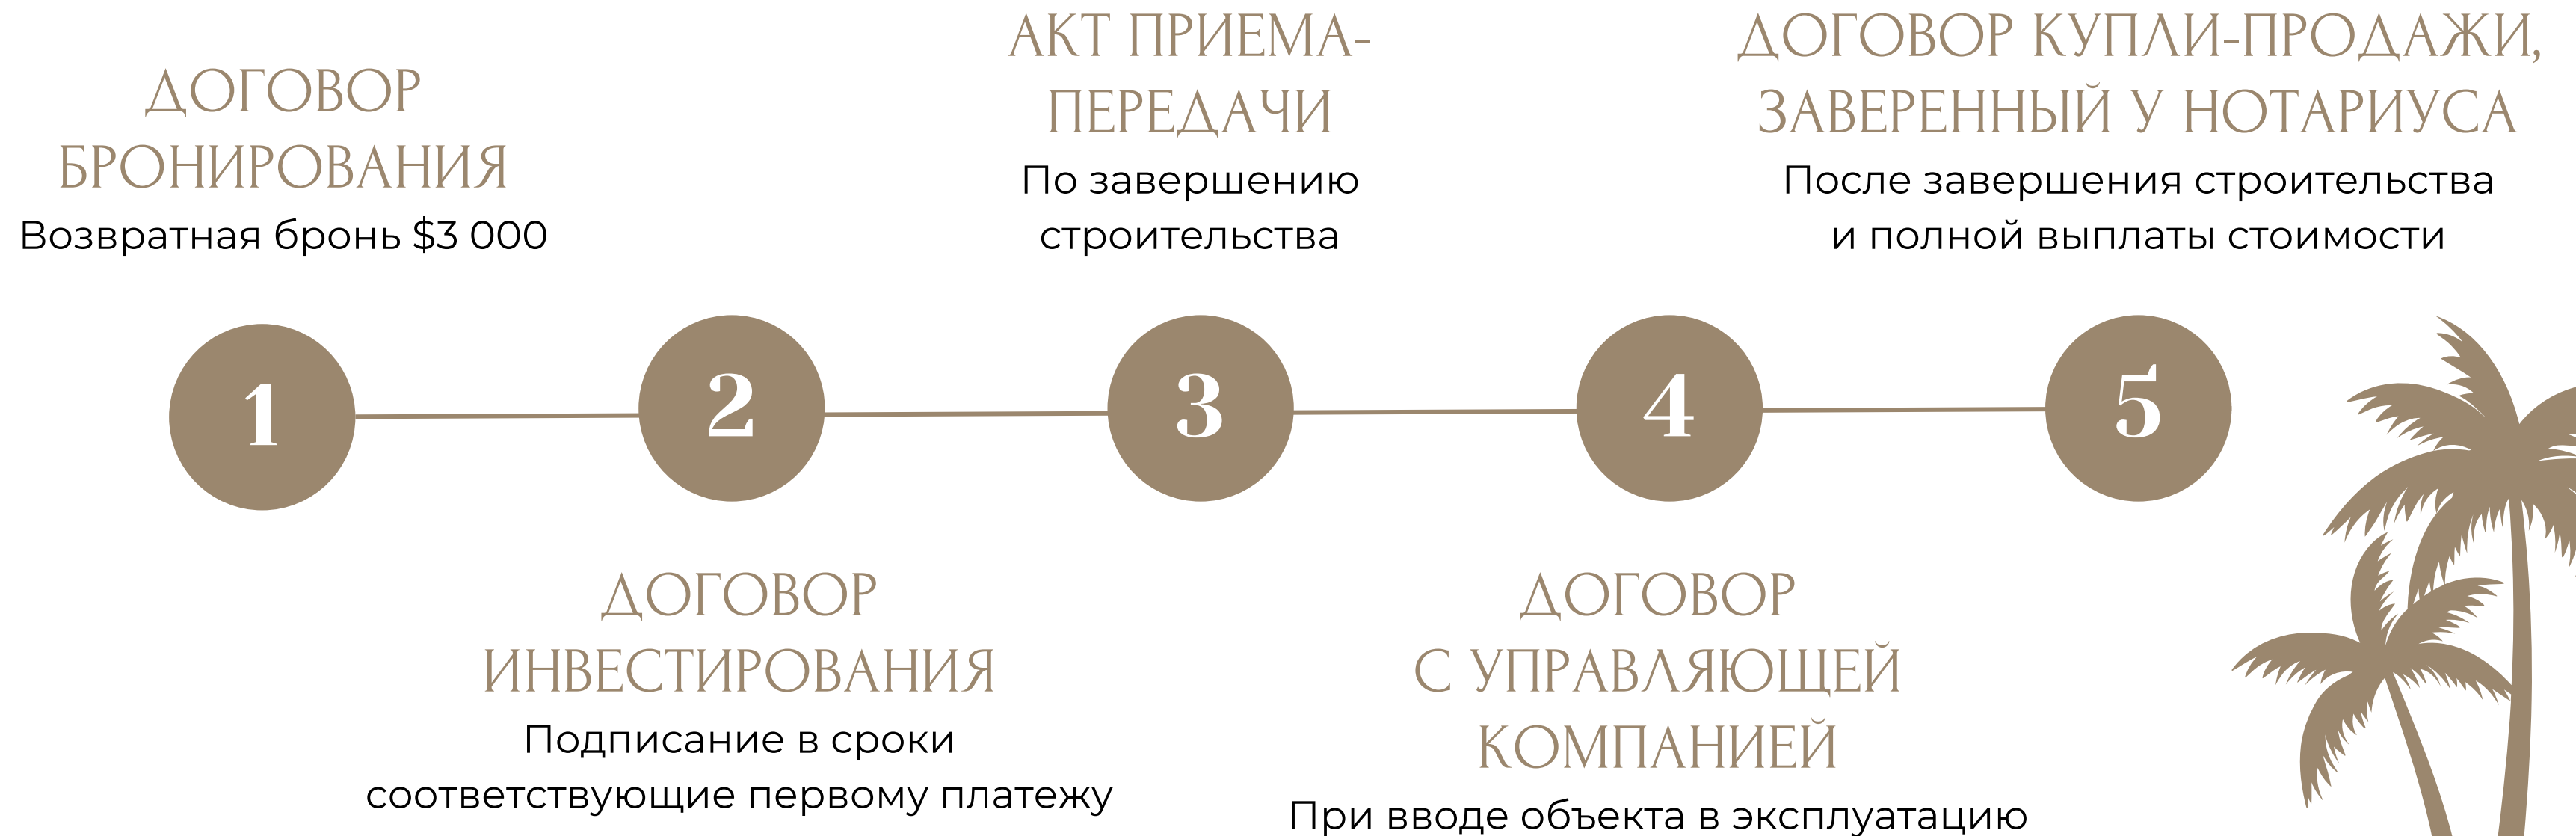 ДОГОВОР
БРОНИРОВАНИЯ
Возвратная бронь $3 000
АКТ ПРИЕМА-
ПЕРЕДАЧИ
По завершению
строительства
ДОГОВОР КУПЛИ-ПРОДАЖИ,
ЗАВЕРЕННЫЙ У НОТАРИУСА
После завершения строительства
и полной выплаты стоимости
1
2
3
4
5
ДОГОВОР
ИНВЕСТИРОВАНИЯ
Подписание в сроки
соответствующие первому платежу
ДОГОВОР
С УПРАВЛЯЮЩЕЙ
КОМПАНИЕЙ
При вводе объекта в эксплуатацию